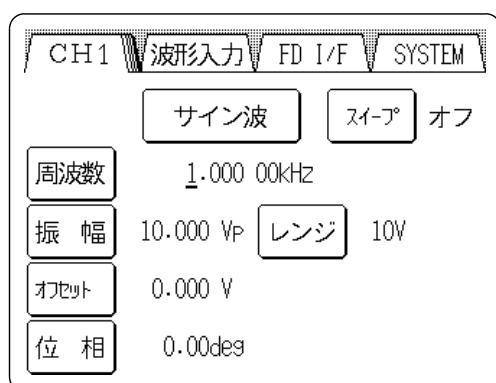 CH1 波形入力 FD I/F SYSTEM
サイン波 スイープ オフ
周波数 1.000 00kHz
振 幅 10.000 VP レンジ 10V
オフセット 0.000 V
位 相 0.00deg